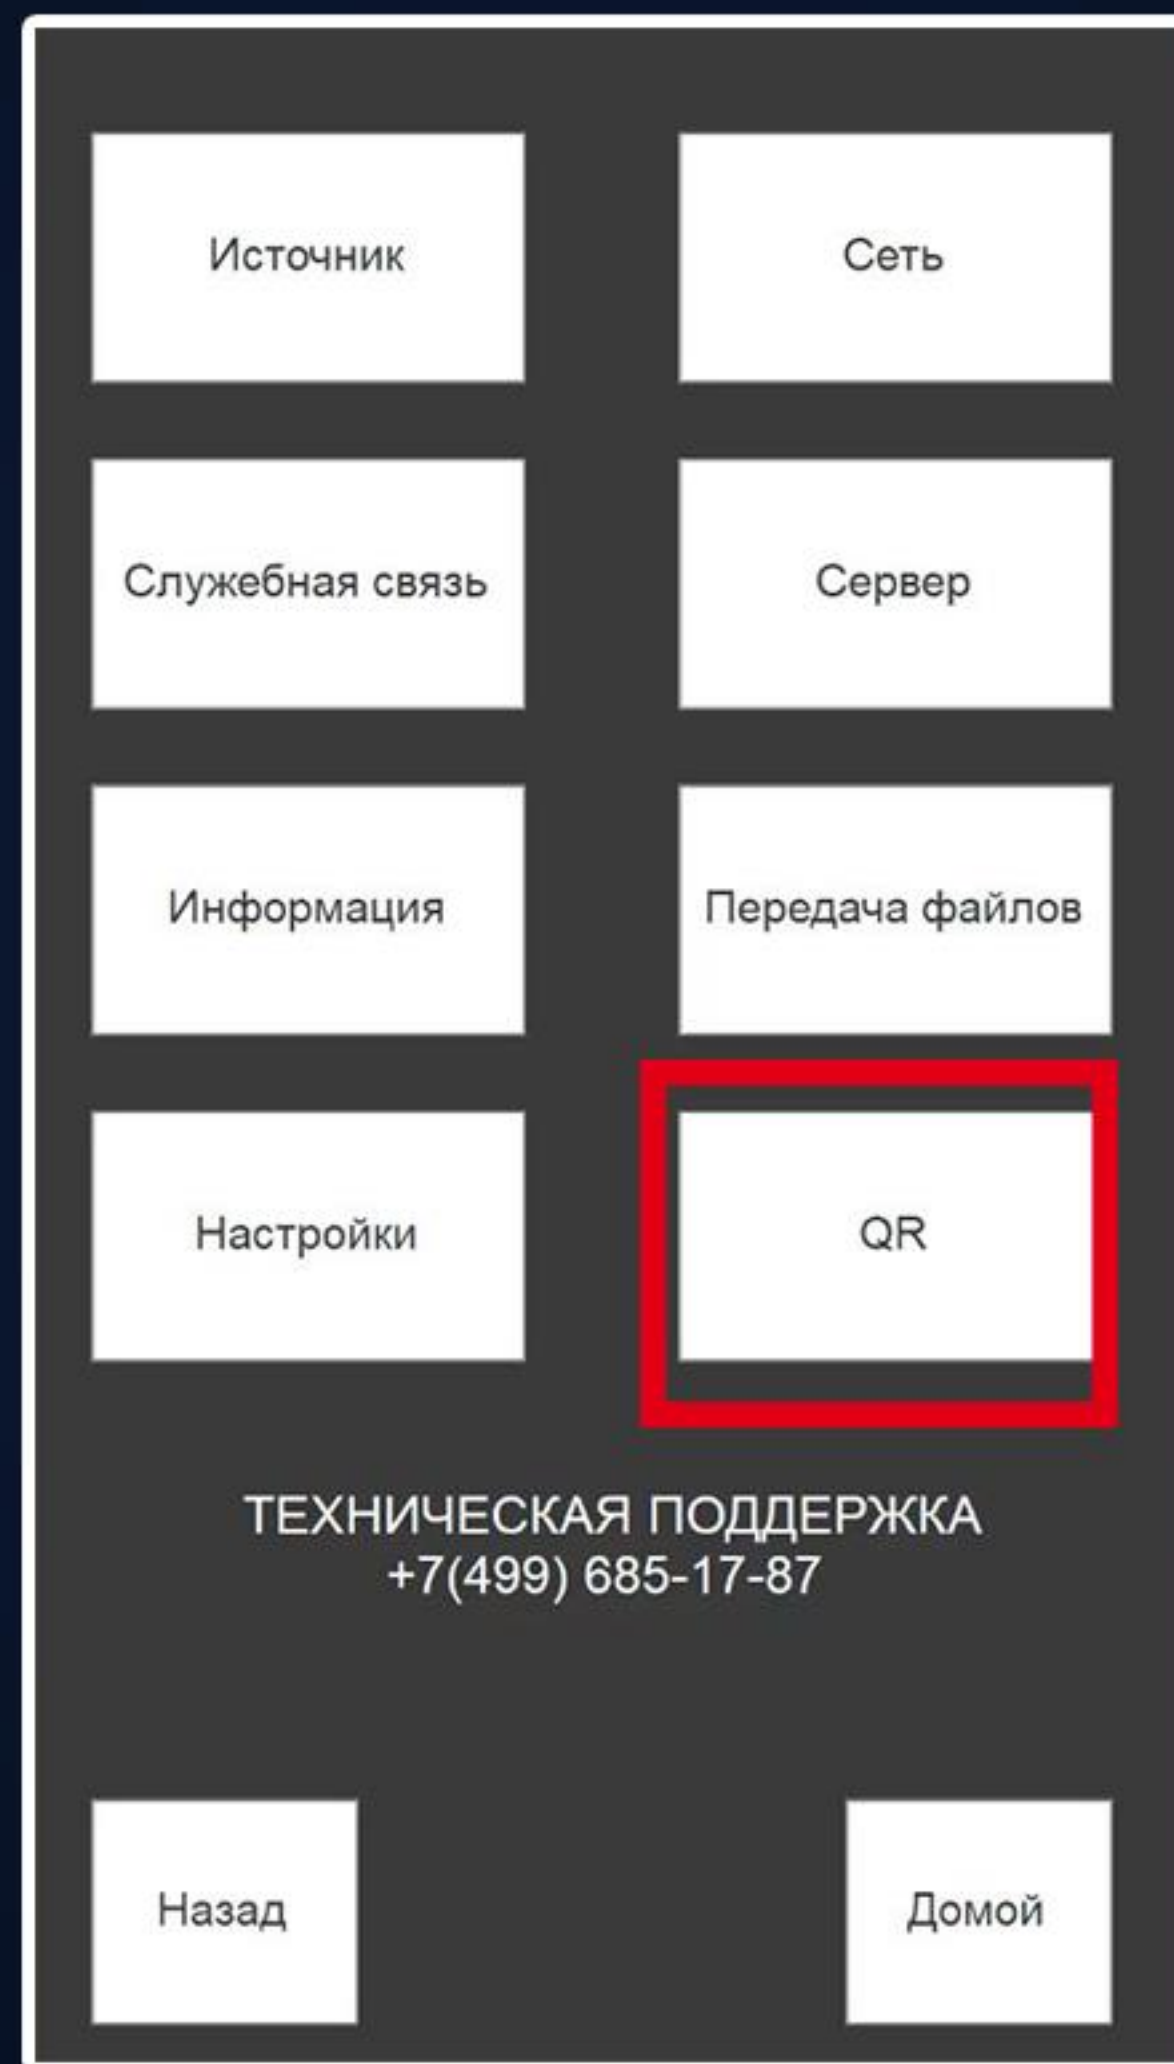 Источник
Сеть
Служебная связь
Сервер
Информация
Передача файлов
Настройки
QR
ТЕХНИЧЕСКАЯ ПОДДЕРЖКА
+7(499) 685-17-87
Назад
Домой